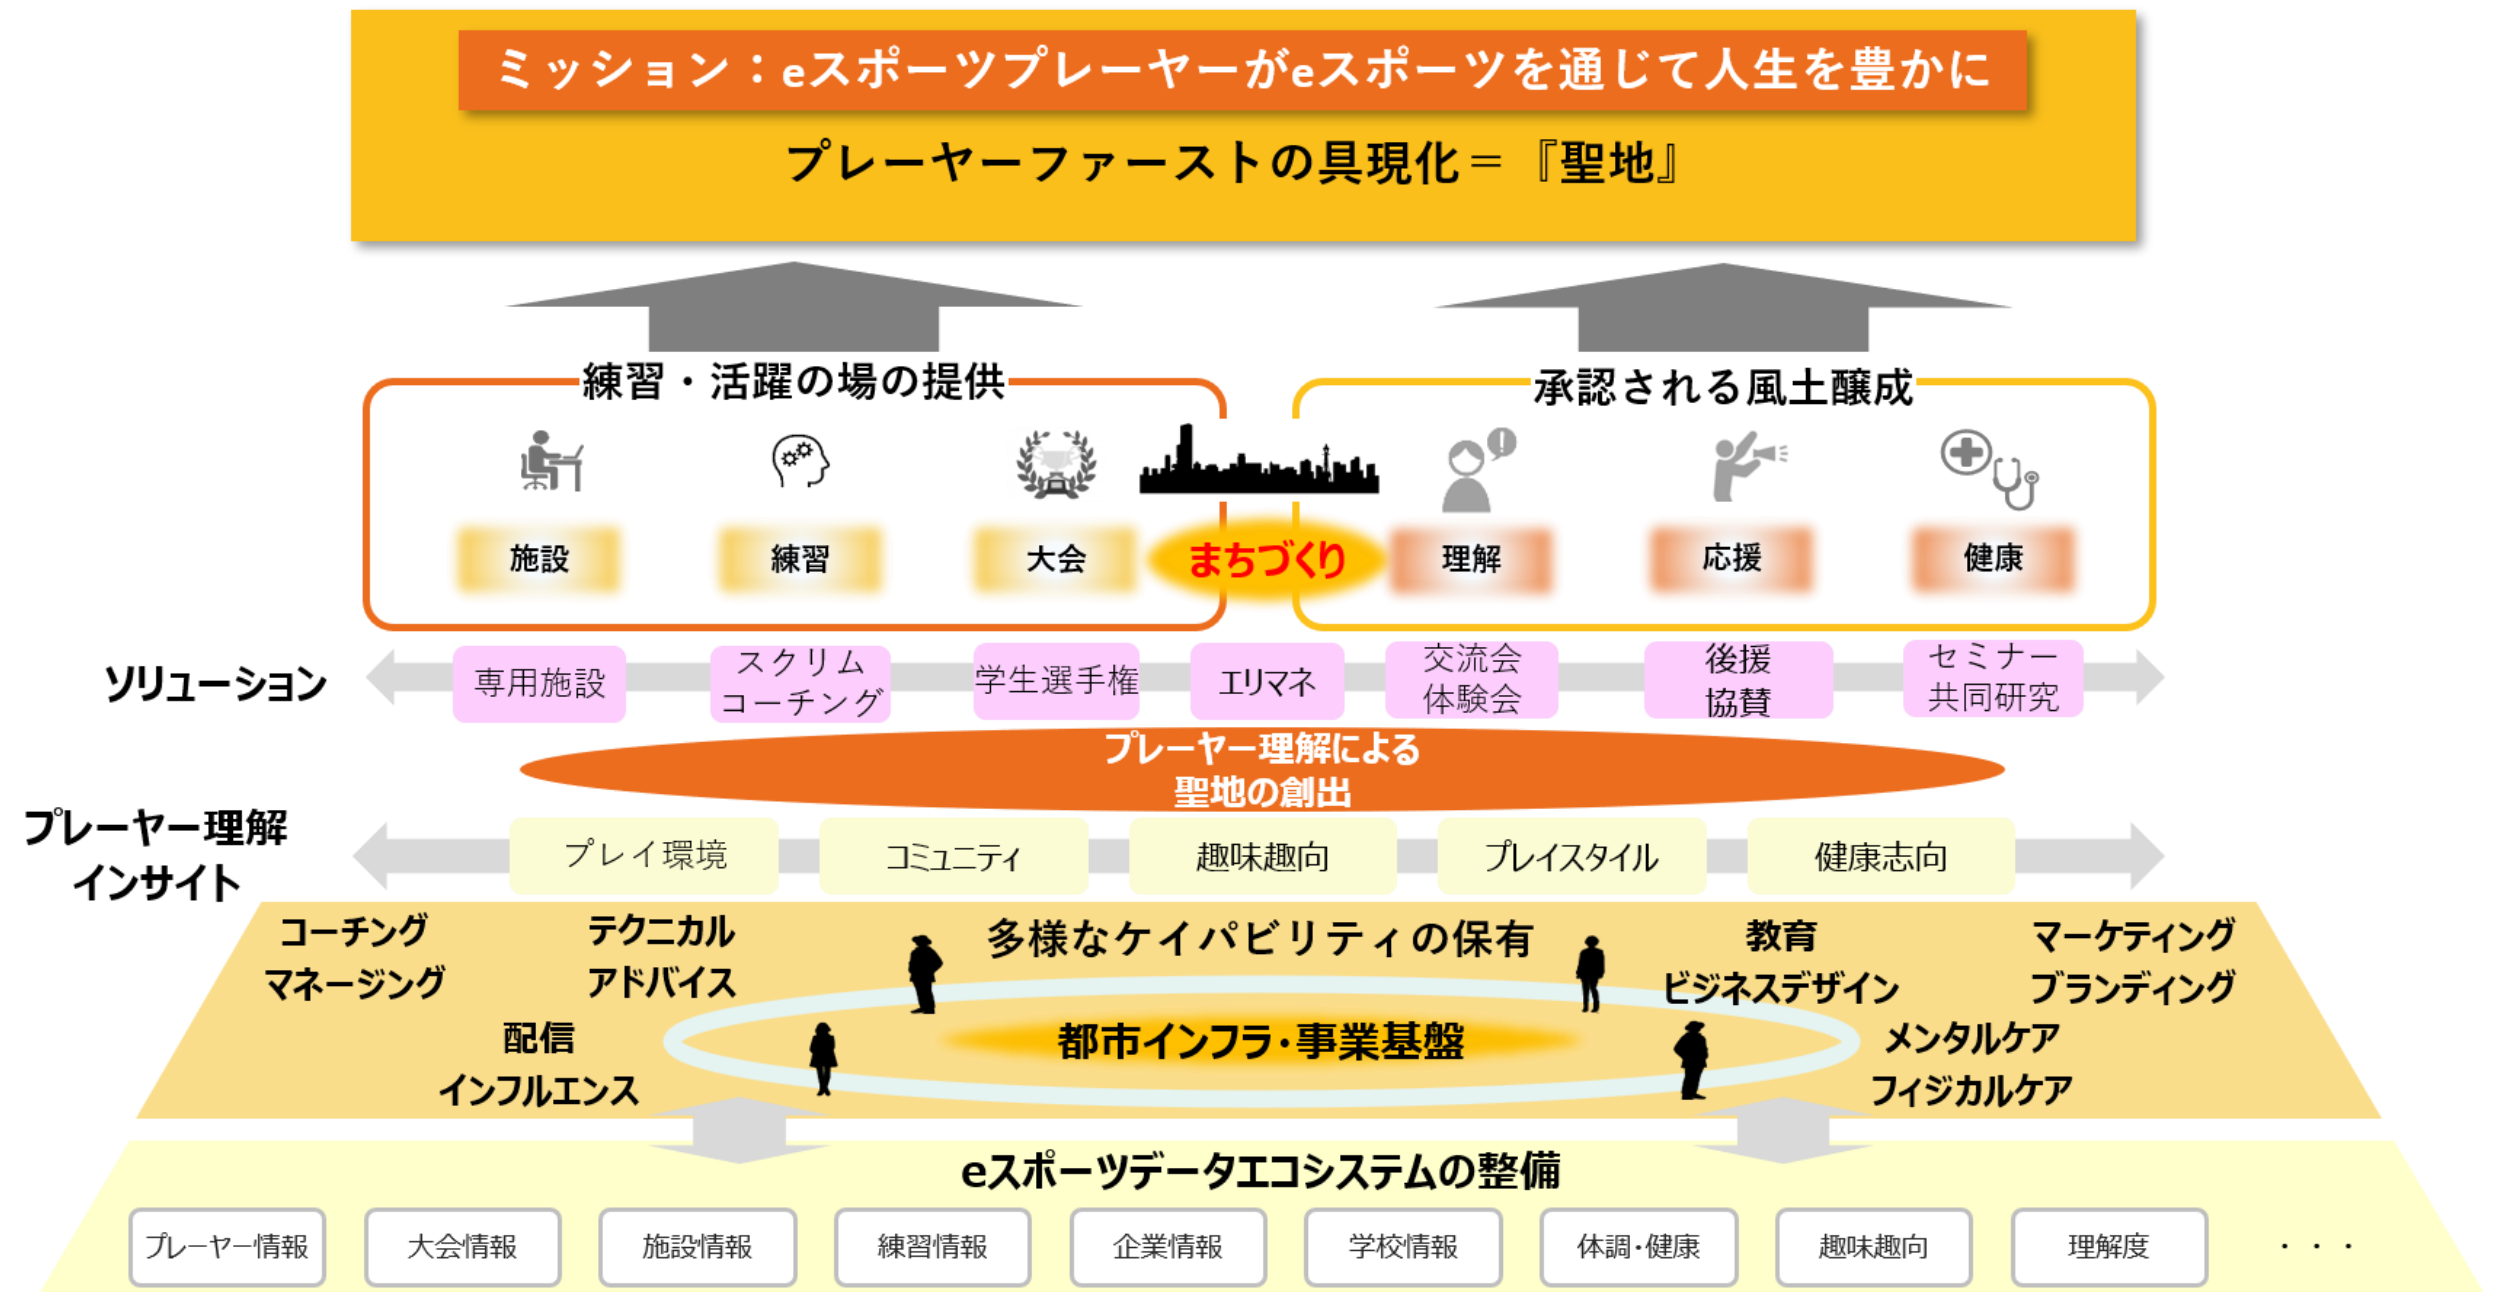 ミッション：eスポーツプレーヤーがeスポーツを通じて人生を豊かに
プレーヤーファーストの具現化＝『聖地』
練習・活躍の場の提供
承認される風土醸成
施設
練習
大会
まちづくり
理解
応援
健康
ソリューション
専用施設
スクリム
コーチング
学生選手権
エリマネ
交流会
体験会
後援
協賛
セミナー
共同研究
プレーヤー理解による
聖地の創出
プレーヤー理解
インサイト
プレイ環境
コミュニティ
趣味趣向
プレイスタイル
健康志向
多様なケイパビリティの保有
コーチング
マネージング
テクニカル
アドバイス
教育
ビジネスデザイン
マーケティング
ブランディング
配信
インフルエンス
都市インフラ・事業基盤
メンタルケア
フィジカルケア
eスポーツデータエコシステムの整備
プレーヤー情報
大会情報
施設情報
練習情報
企業情報
学校情報
体調・健康
趣味趣向
理解度
・・・